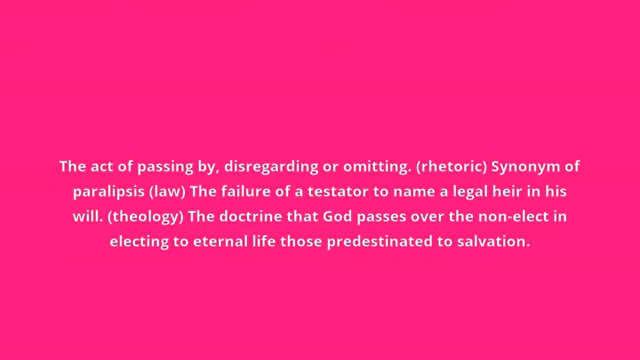 The act of passing by, disregarding or omitting. (rhetoric) Synonym of
paralipsis (law) The failure of a testator to name a legal heir in his
will. (theology) The doctrine that God passes over the non-elect in
electing to eternal life those predestinated to salvation.